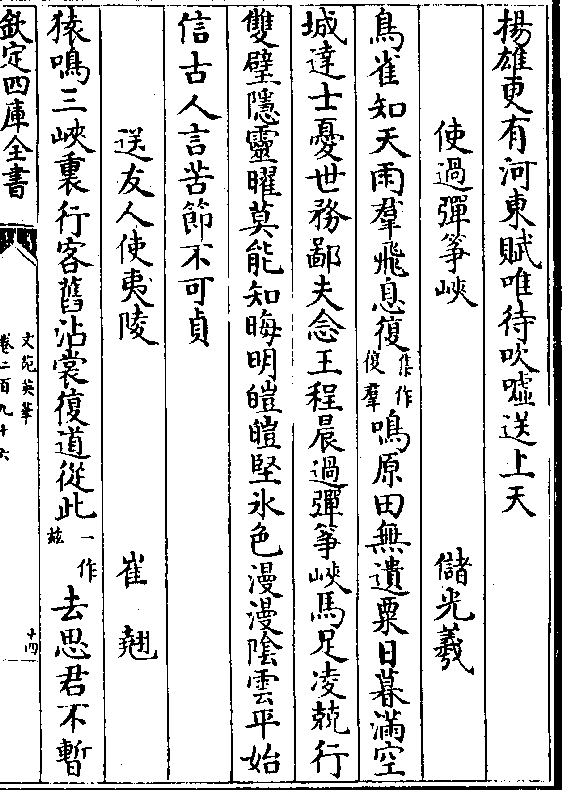 揚雄更有河東賦唯待吹噓送上天
使過彈箏峽 儲光羲
鳥雀知天雨羣飛息復集作復羣鳴原田無遺粟日暮滿空
城達士憂世務鄙夫念王程晨過彈箏峽馬足凌兢行
雙壁隱靈曜莫能知晦明皚皚堅冰色漫漫陰雲平始
信古人言苦節不可貞
送友人使夷陵 崔翹
猿鳴三峽裏行客舊沾裳復道從此一作兹去思君不暫
欽定四庫全書
文苑英華
卷二百九十六
十四